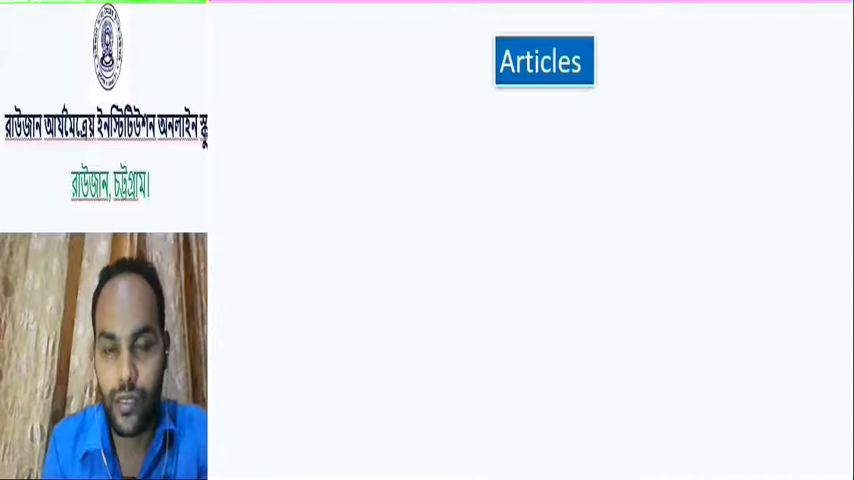 Articles
রাউজান আর্যমৈত্রেয় ইনস্টিটিউশন অনলাইন স্কু
রাউজান, চট্টগ্রাম।